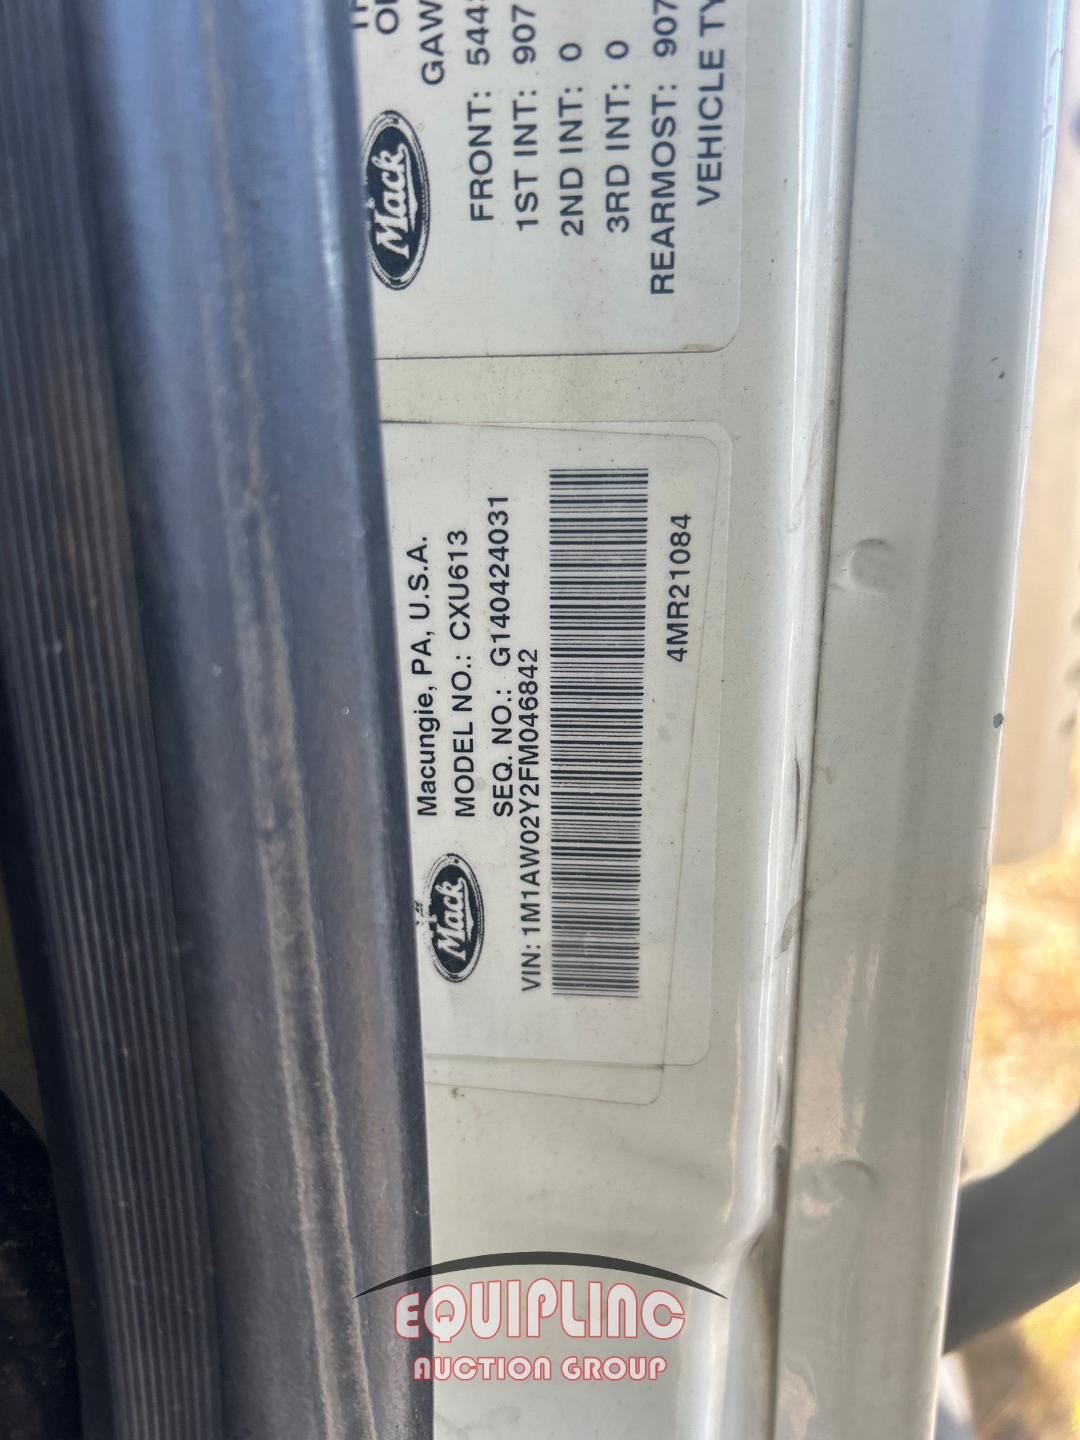 GAW
FRONT: 544
1ST INT: 907
2ND INT: 0
3RD INT: 0
REARMOST: 907
VEHICLE TY
Mack
Macungie, PA, U.S.A.
MODEL NO.: CXU613
SEQ. NO.: G140424031
VIN: 1M1AW02Y2FM046842
4MR21084
Mack
EQUIPLINC
AUCTION GROUP